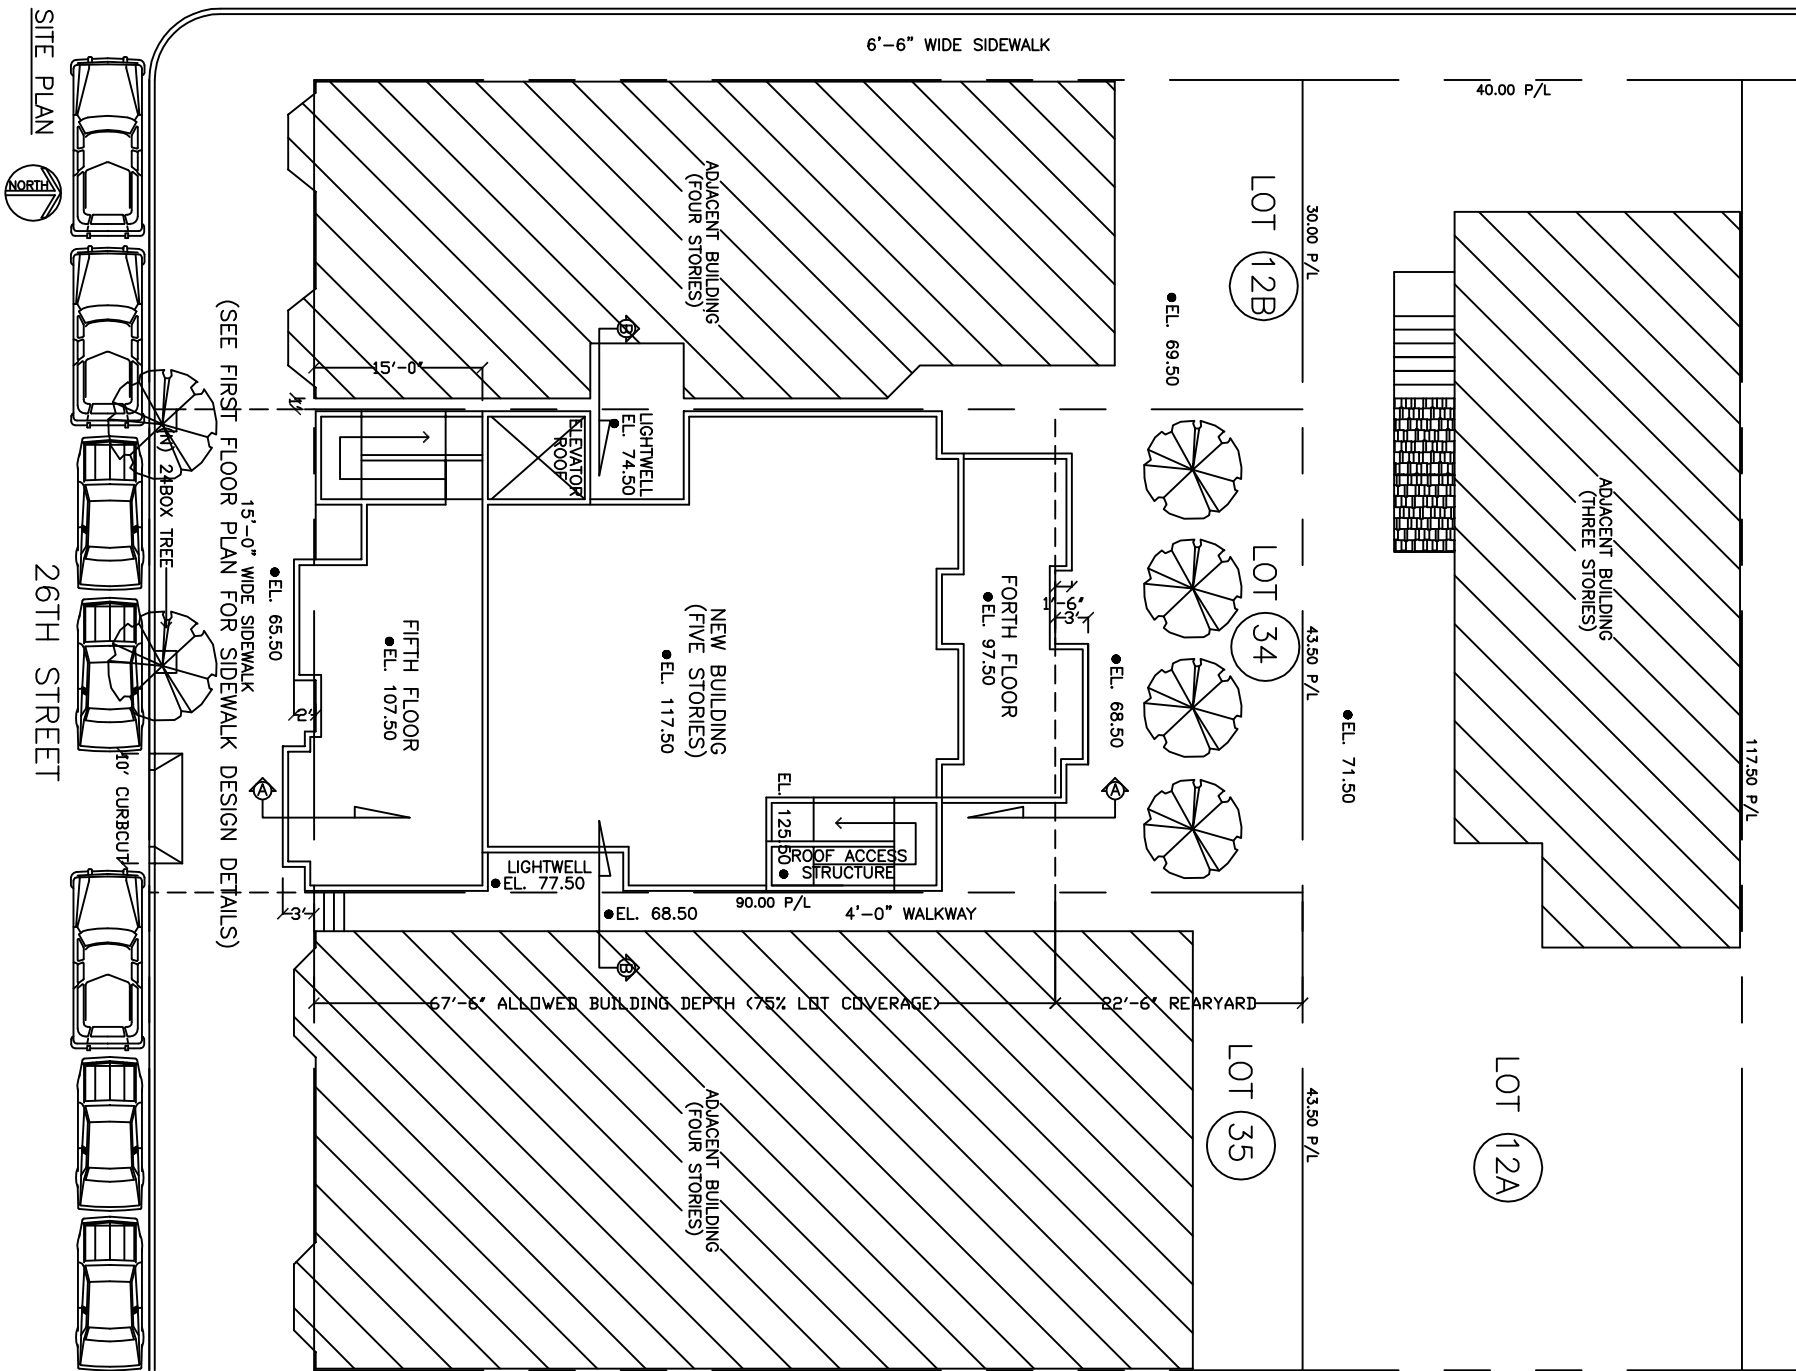 SITE PLAN
NORTH
6'-6" WIDE SIDEWALK
40.00 P/L
ADJACENT BUILDING
(FOUR STORIES)
LOT 12B
30.00 P/L
EL. 69.50
15'-0"
1'
LIGHTWELL
EL. 74.50
ELEVATOR
ROOF
(N) 24BOX TREE
15'-0" WIDE SIDEWALK
(SEE FIRST FLOOR PLAN FOR SIDEWALK DESIGN DETAILS)
EL. 65.50
26TH STREET
10' CURBCUT
2'
3'
FIFTH FLOOR
EL. 107.50
NEW BUILDING
(FIVE STORIES)
EL. 117.50
FORTH FLOOR
EL. 97.50
1'-6"
3'
EL. 68.50
LOT 34
43.50 P/L
EL. 71.50
ADJACENT BUILDING
(THREE STORIES)
117.50 P/L
EL. 125.50
ROOF ACCESS
STRUCTURE
LIGHTWELL
EL. 77.50
90.00 P/L
EL. 68.50
4'-0" WALKWAY
A
A
B
B
67'-6" ALLOWED BUILDING DEPTH (75% LOT COVERAGE)
22'-6" REARYARD
ADJACENT BUILDING
(FOUR STORIES)
LOT 35
43.50 P/L
LOT 12A